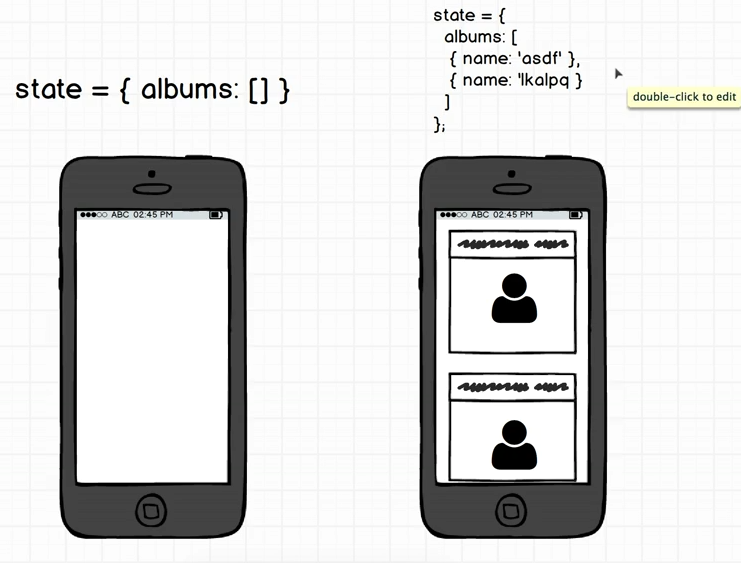 state = { albums: [] }
state = {
albums: [
{ name: 'asdf' },
{ name: 'lkalpq }
]
};
double-click to edit
ABC 02:45 PM
ABC 02:45 PM